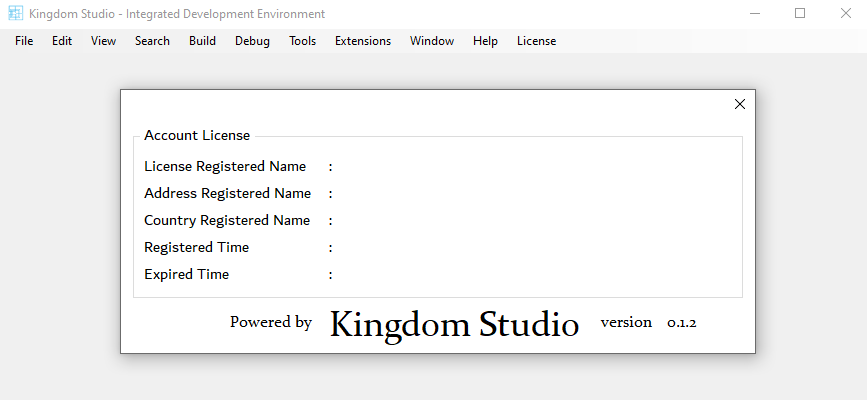 Kingdom Studio - Integrated Development Environment
File Edit View Search Build Debug Tools Extensions Window Help License
Account License
License Registered Name :
Address Registered Name :
Country Registered Name :
Registered Time :
Expired Time :
Powered by Kingdom Studio version 0.1.2